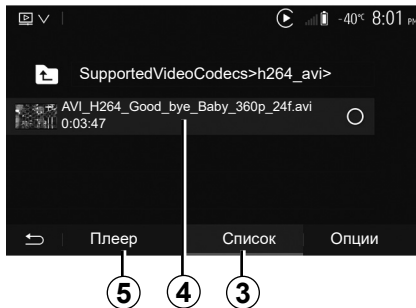 -40°C 8:01 PM
SupportedVideoCodecs>h264_avi>
AVI_H264_Good_bye_Baby_360p_24f.avi
0:03:47
Плеер Список Опции
5 4 3